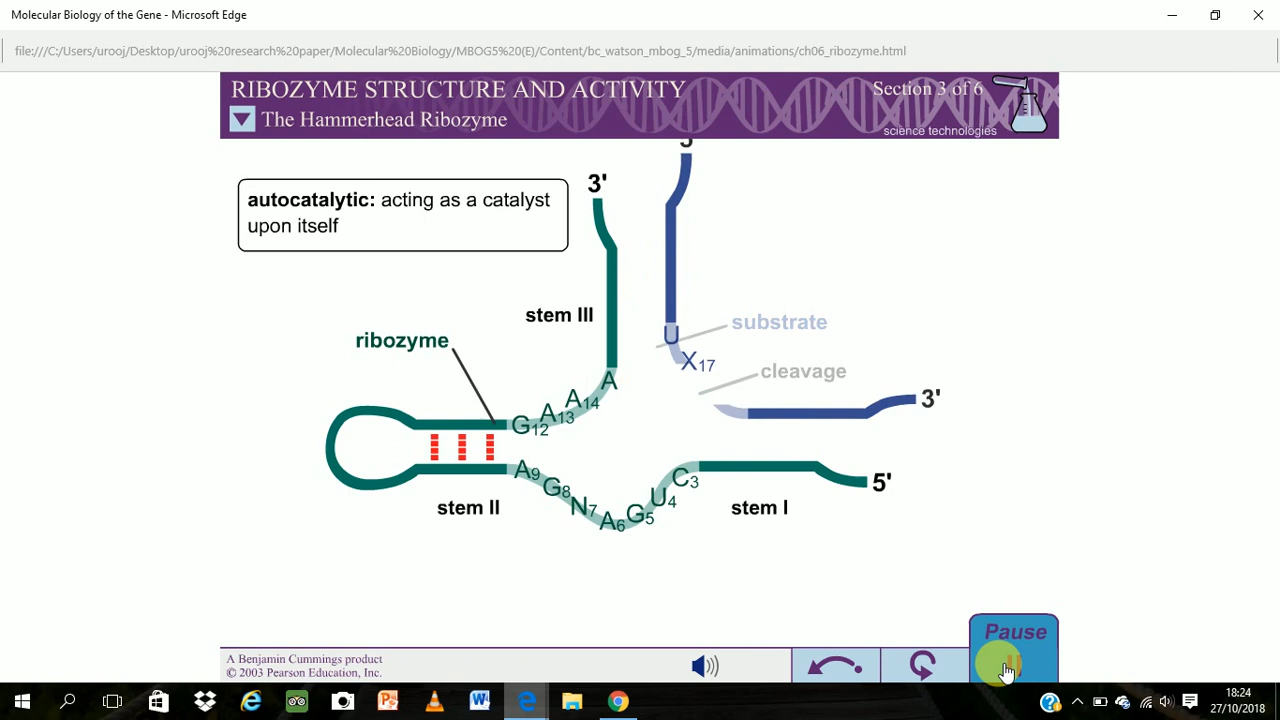 Molecular Biology of the Gene - Microsoft Edge
file:///C:/Users/urooj/Desktop/urooj%20research%20paper/Molecular%20Biology/MBOG5%20(E)/Content/bc_watson_mbog_5/media/animations/ch06_ribozyme.html
RIBOZYME STRUCTURE AND ACTIVITY
Section 3 of 6
The Hammerhead Ribozyme
science technologies
5'
3'
autocatalytic: acting as a catalyst
upon itself
stem III
substrate
U
ribozyme
X17
cleavage
A
A14
A13
G12
3'
A9
G8
N7
A6
G5
U4
C3
5'
stem II
stem I
Pause
A Benjamin Cummings product
© 2003 Pearson Education, Inc.
18:24
27/10/2018